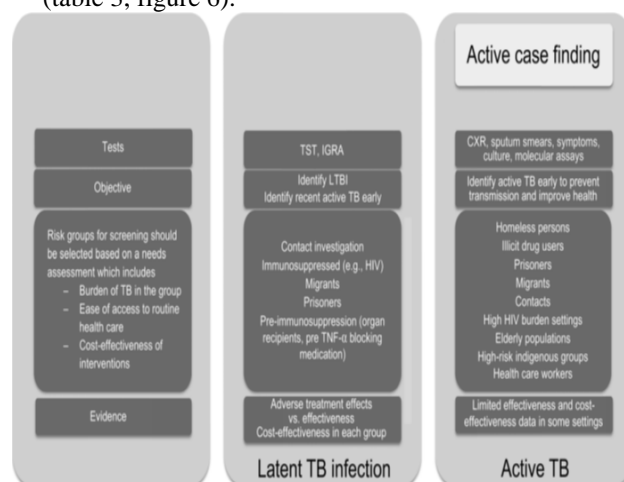 (table 3, figure 6).
Active case finding
Tests
TST, IGRA
CXR, sputum smears, symptoms,
culture, molecular assays
Objective
Identify LTBI
Identify recent active TB early
Identify active TB early to prevent
transmission and improve health
Risk groups for screening should
be selected based on a needs
assessment which includes
– Burden of TB in the group
– Ease of access to routine
health care
– Cost-effectiveness of
interventions
Contact investigation
Immunosuppressed (e.g., HIV)
Migrants
Prisoners
Pre-immunosuppression (organ
recipients, pre TNF-α blocking
medication)
Homeless persons
Illicit drug users
Prisoners
Migrants
Contacts
High HIV burden settings
Elderly populations
High-risk indigenous groups
Health care workers
Evidence
Adverse treatment effects
vs. effectiveness
Cost-effectiveness in each group
Limited effectiveness and cost-
effectiveness data in some settings
Latent TB infection
Active TB